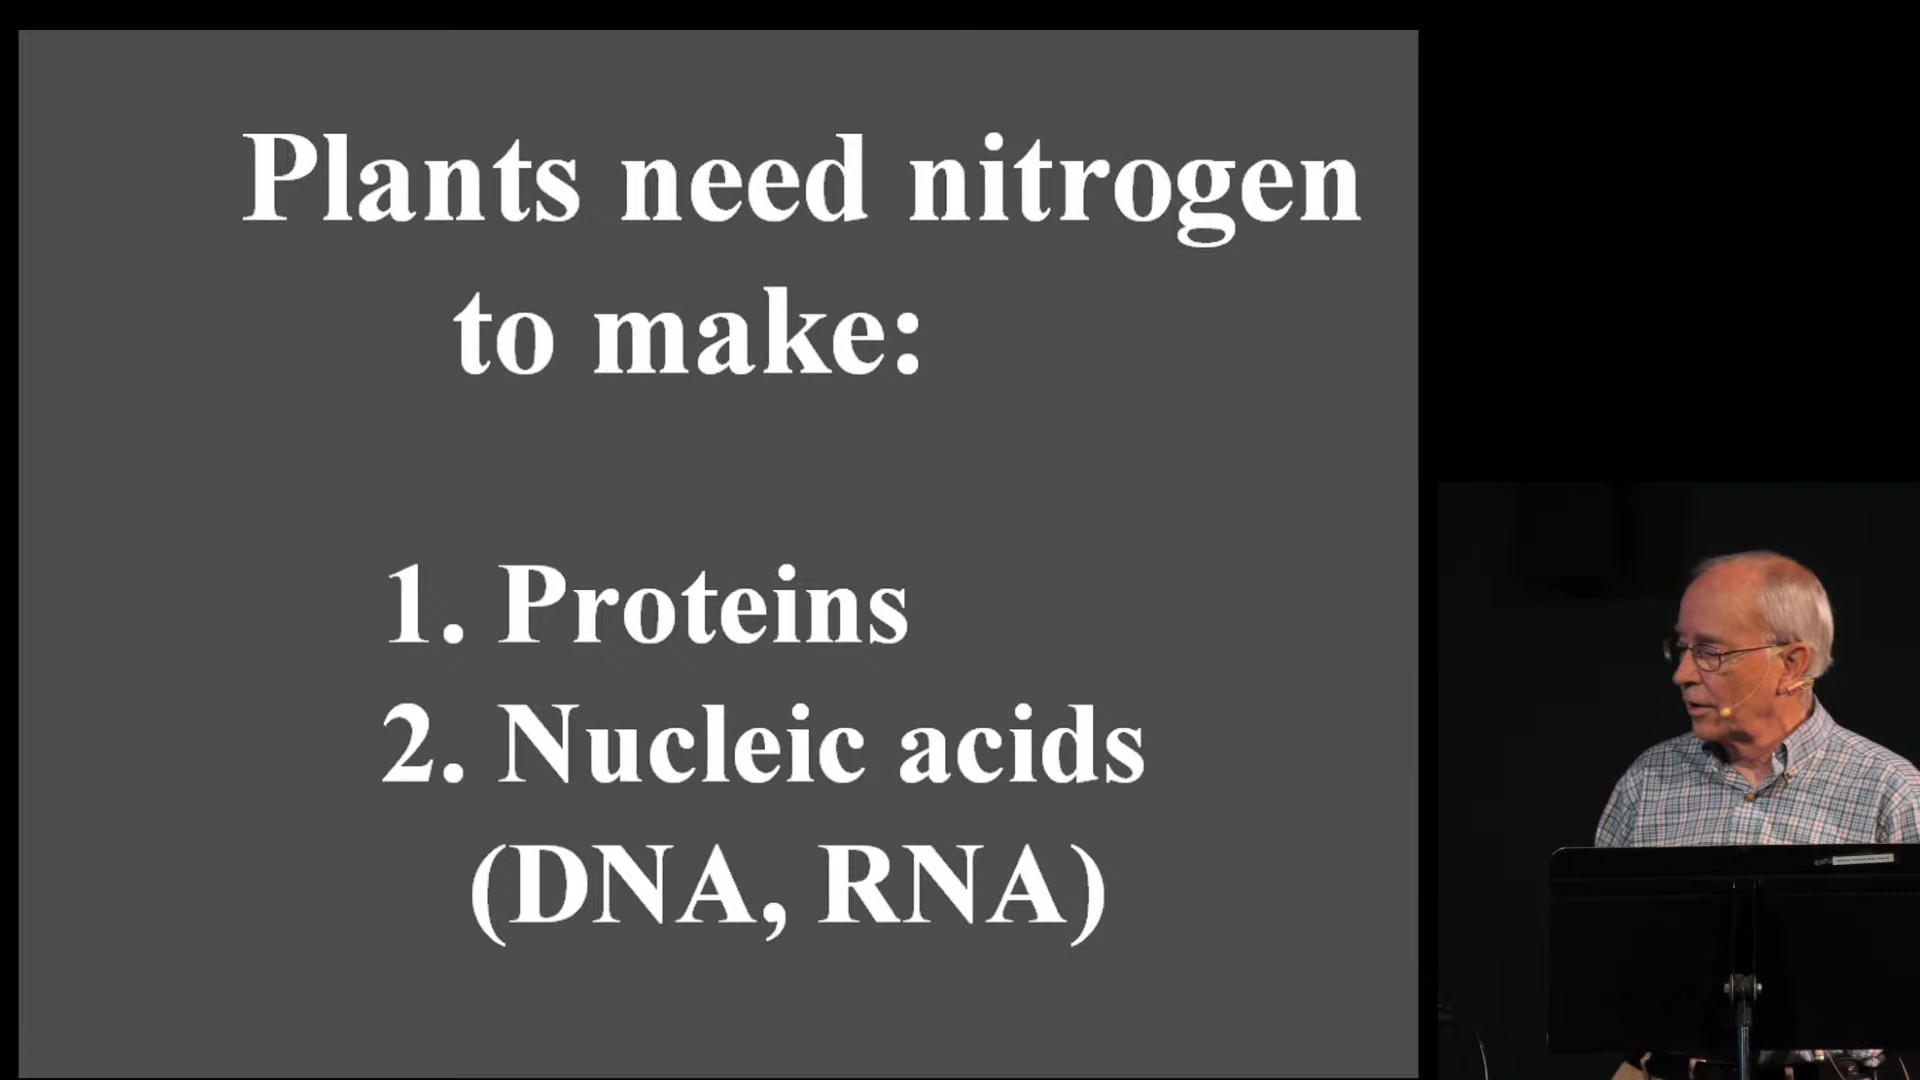 Plants need nitrogen
to make:
1. Proteins
2. Nucleic acids
(DNA, RNA)